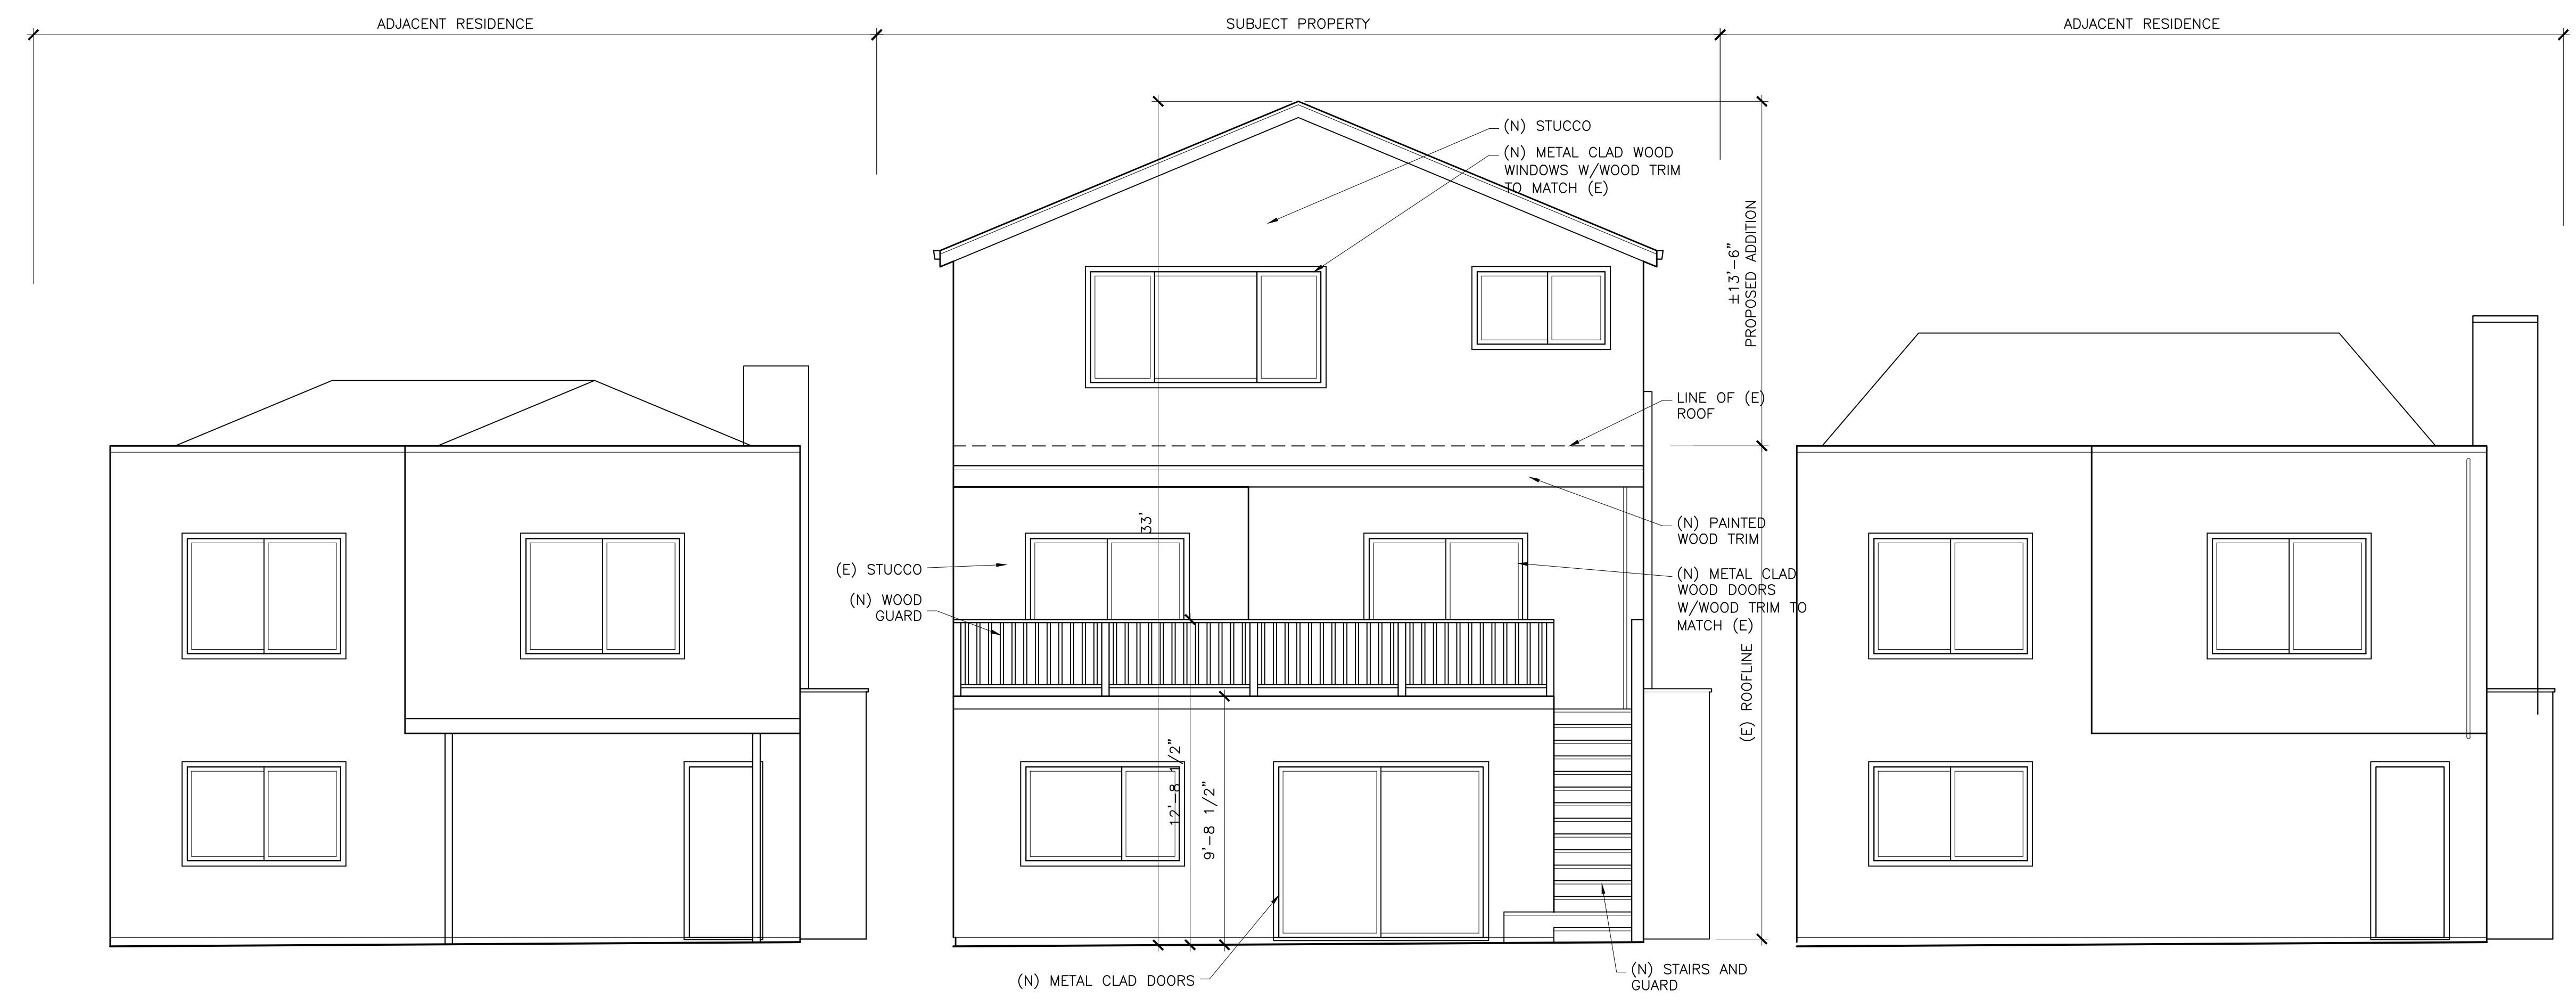 ADJACENT RESIDENCE
SUBJECT PROPERTY
ADJACENT RESIDENCE
(N) STUCCO
(N) METAL CLAD WOOD
WINDOWS W/WOOD TRIM
TO MATCH (E)
±13'-6"
PROPOSED ADDITION
LINE OF (E)
ROOF
33'
(N) PAINTED
WOOD TRIM
(E) STUCCO
(N) WOOD
GUARD
(N) METAL CLAD
WOOD DOORS
W/WOOD TRIM TO
MATCH (E)
(E) ROOFLINE
12'-8 1/2"
9'-8 1/2"
(N) METAL CLAD DOORS
(N) STAIRS AND
GUARD